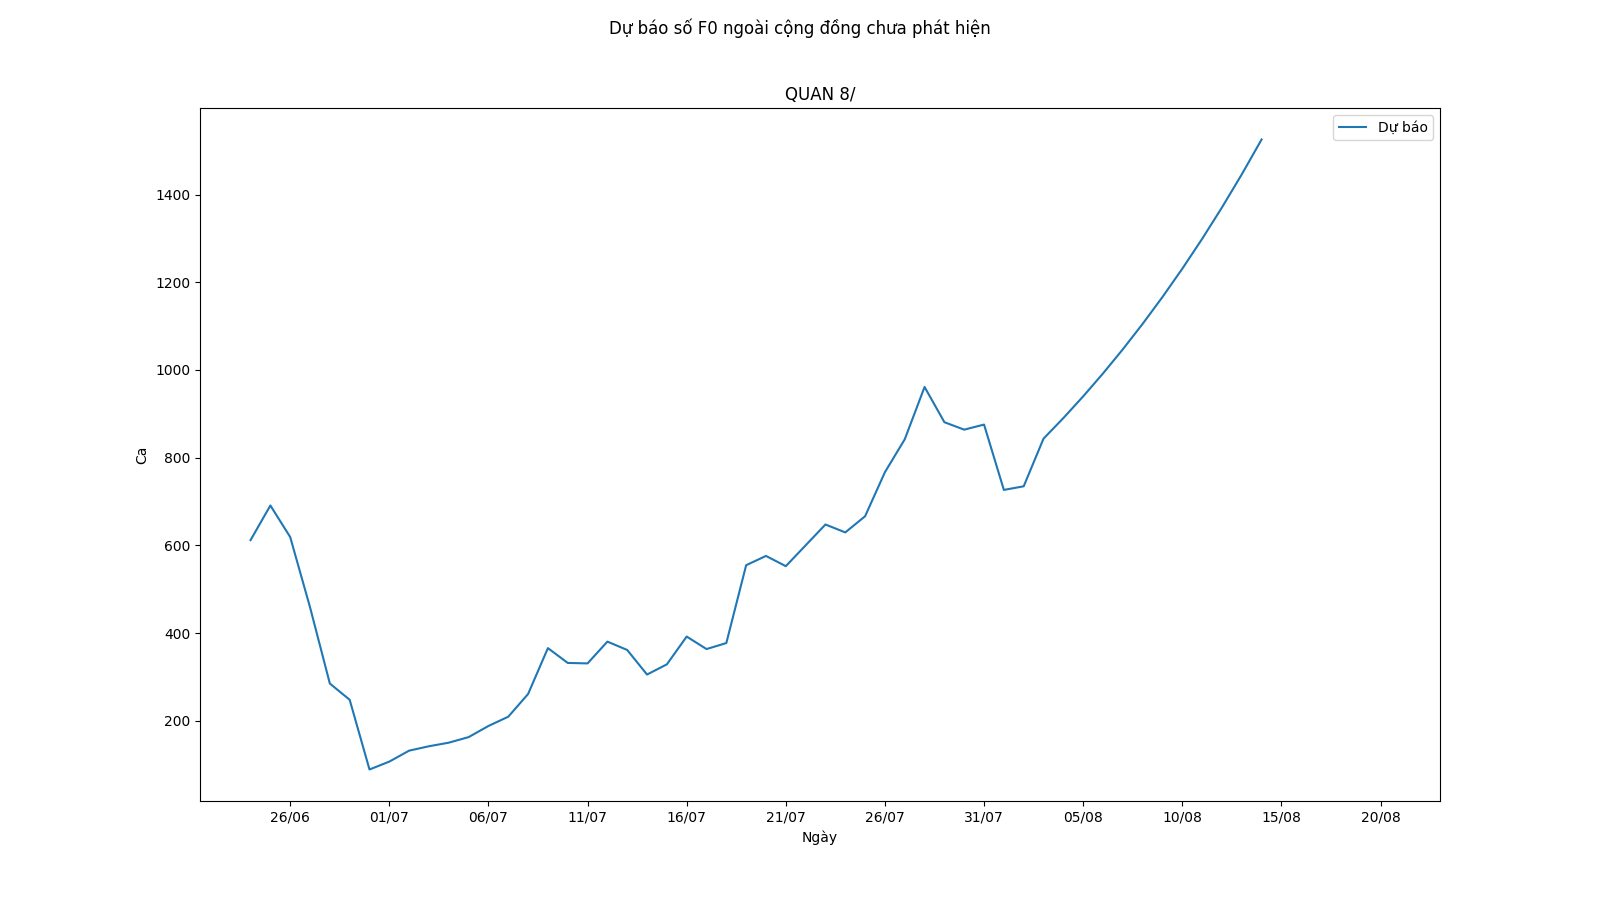 Dự báo số F0 ngoài cộng đồng chưa phát hiện
QUAN 8/
Dự báo
1400
1200
1000
800
600
400
200
Ca
26/06 01/07 06/07 11/07 16/07 21/07 26/07 31/07 05/08 10/08 15/08 20/08
Ngày